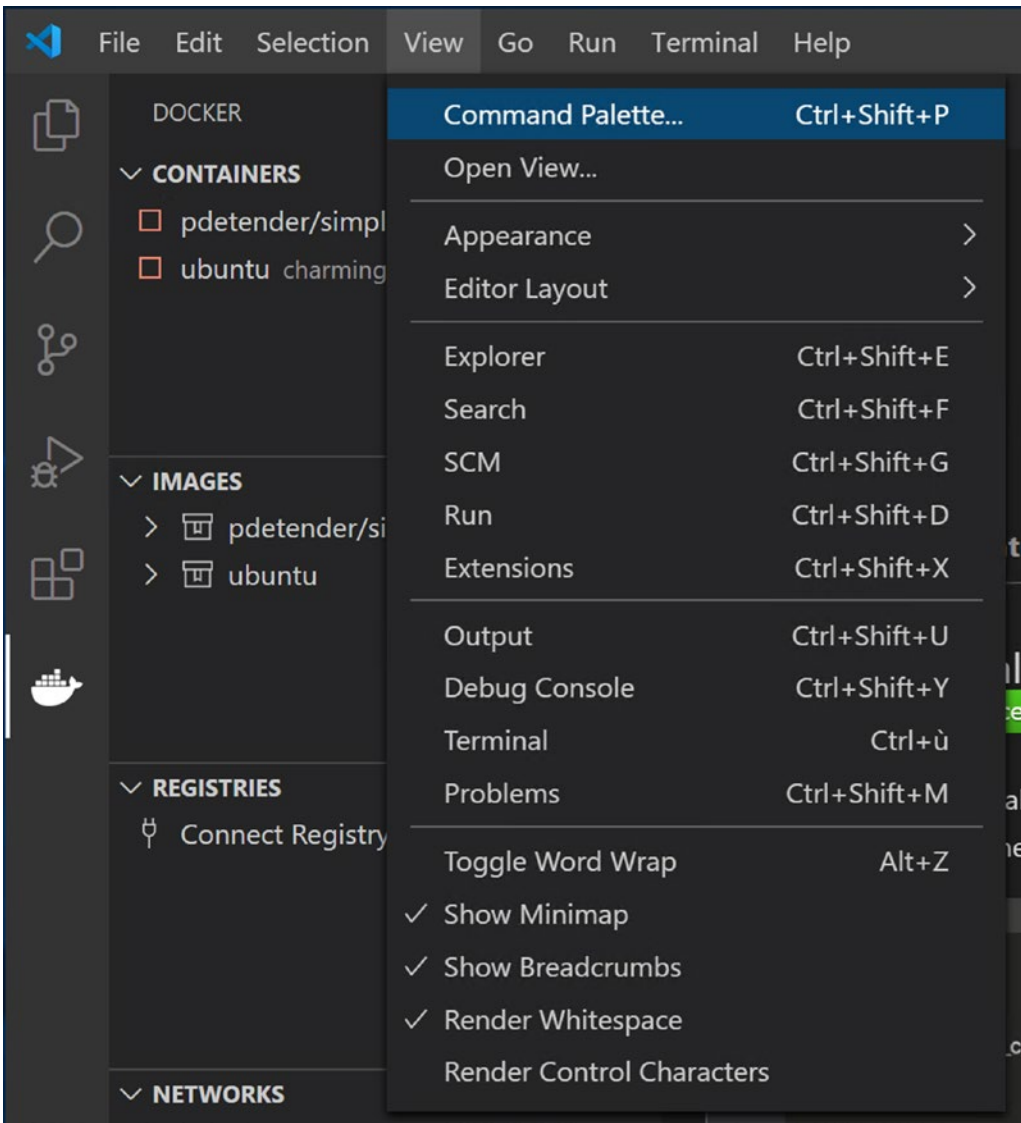 File Edit Selection View Go Run Terminal Help
DOCKER
CONTAINERS
pdetender/simpl
ubuntu charming
IMAGES
pdetender/si
ubuntu
REGISTRIES
Connect Registry
NETWORKS
Command Palette... Ctrl+Shift+P
Open View...
Appearance
Editor Layout
Explorer Ctrl+Shift+E
Search Ctrl+Shift+F
SCM Ctrl+Shift+G
Run Ctrl+Shift+D
Extensions Ctrl+Shift+X
Output Ctrl+Shift+U
Debug Console Ctrl+Shift+Y
Terminal Ctrl+ù
Problems Ctrl+Shift+M
Toggle Word Wrap Alt+Z
Show Minimap
Show Breadcrumbs
Render Whitespace
Render Control Characters